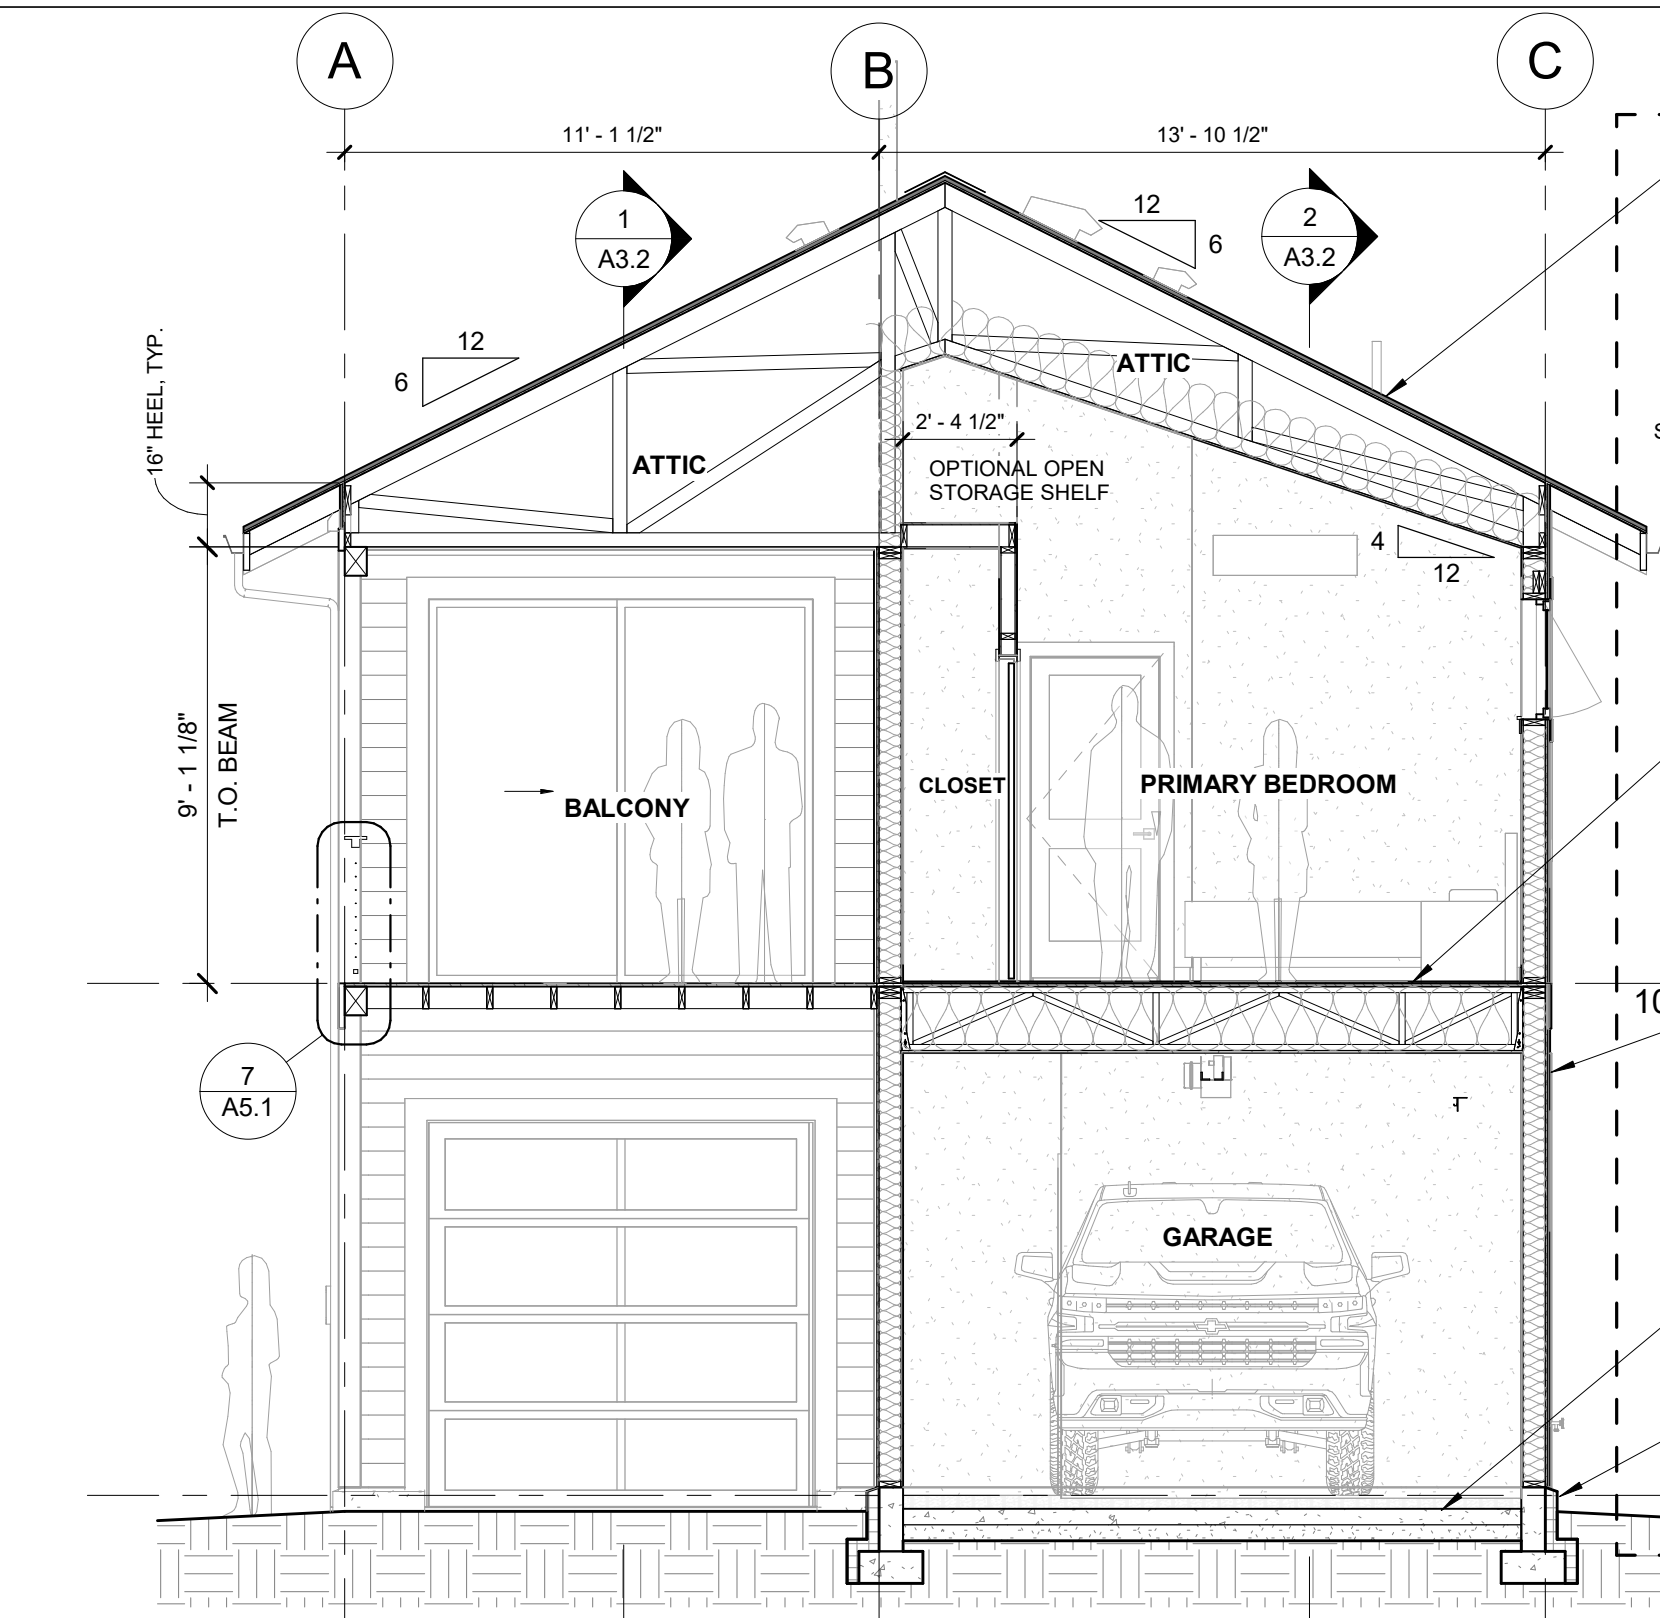 A
B
C
11' - 1 1/2"
13' - 10 1/2"
1
A3.2
12
6
2
A3.2
12
6
16" HEEL, TYP.
ATTIC
ATTIC
2' - 4 1/2"
OPTIONAL OPEN
STORAGE SHELF
4
12
9' - 1 1/8"
T.O. BEAM
BALCONY
CLOSET
PRIMARY BEDROOM
10
7
A5.1
GARAGE